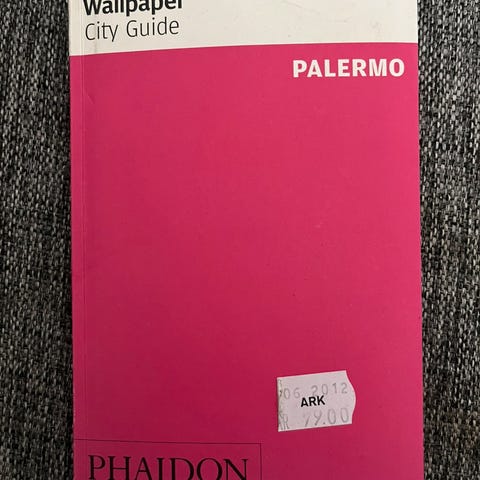 Wallpaper
City Guide
PALERMO
06 2012
ARK
79.00
PHAIDON